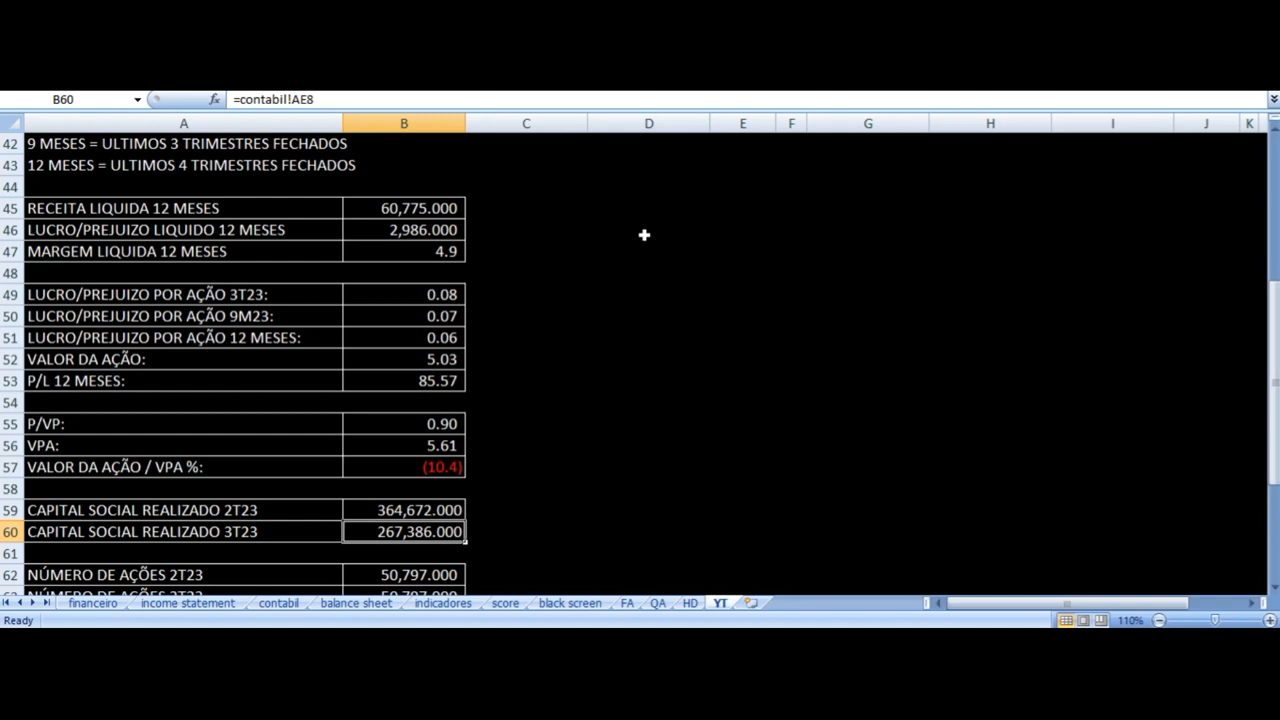 B60 fx =contabil!AE8
A B C D E F G H I J K
42 9 MESES = ULTIMOS 3 TRIMESTRES FECHADOS
43 12 MESES = ULTIMOS 4 TRIMESTRES FECHADOS
44
45 RECEITA LIQUIDA 12 MESES 60,775.000
46 LUCRO/PREJUIZO LIQUIDO 12 MESES 2,986.000
47 MARGEM LIQUIDA 12 MESES 4.9
48
49 LUCRO/PREJUIZO POR AÇÃO 3T23: 0.08
50 LUCRO/PREJUIZO POR AÇÃO 9M23: 0.07
51 LUCRO/PREJUIZO POR AÇÃO 12 MESES: 0.06
52 VALOR DA AÇÃO: 5.03
53 P/L 12 MESES: 85.57
54
55 P/VP: 0.90
56 VPA: 5.61
57 VALOR DA AÇÃO / VPA %: (10.4)
58
59 CAPITAL SOCIAL REALIZADO 2T23 364,672.000
60 CAPITAL SOCIAL REALIZADO 3T23 267,386.000
61
62 NÚMERO DE AÇÕES 2T23 50,797.000
financeiro income statement contabil balance sheet indicadores score black screen FA QA HD YT
Ready 110%